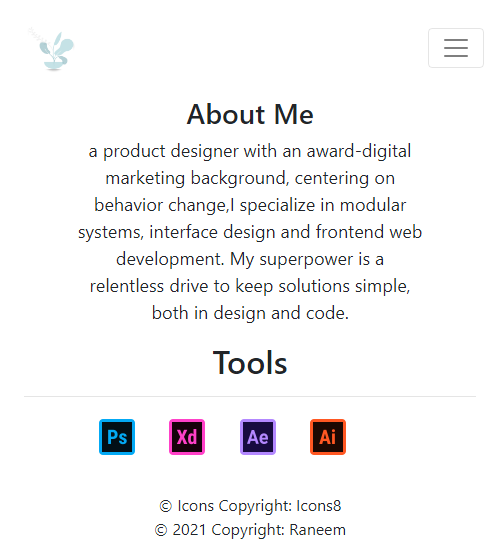 About Me
a product designer with an award-digital
marketing background, centering on
behavior change,I specialize in modular
systems, interface design and frontend web
development. My superpower is a
relentless drive to keep solutions simple,
both in design and code.
Tools
Ps Xd Ae Ai
© Icons Copyright: Icons8
© 2021 Copyright: Raneem